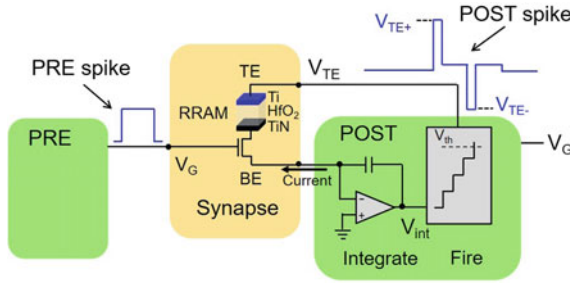 POST spike
V_TE+
PRE spike
TE
V_TE
Ti
RRAM
HfO₂
TiN
V_TE-
PRE
POST
V_th
V_G
V_G
BE
Current
Synapse
−
+
V_int
Integrate
Fire